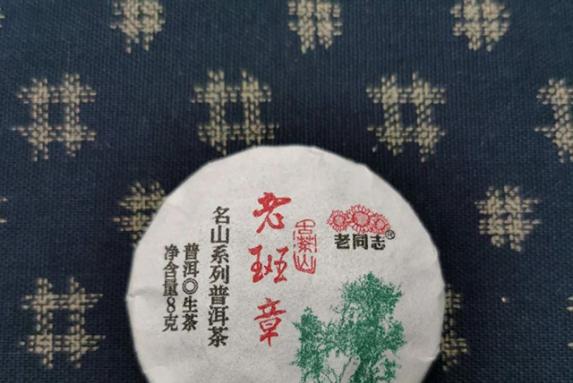 老同志®
古茶山
老班章
名山系列普洱茶
普洱◎生茶
净含量8克